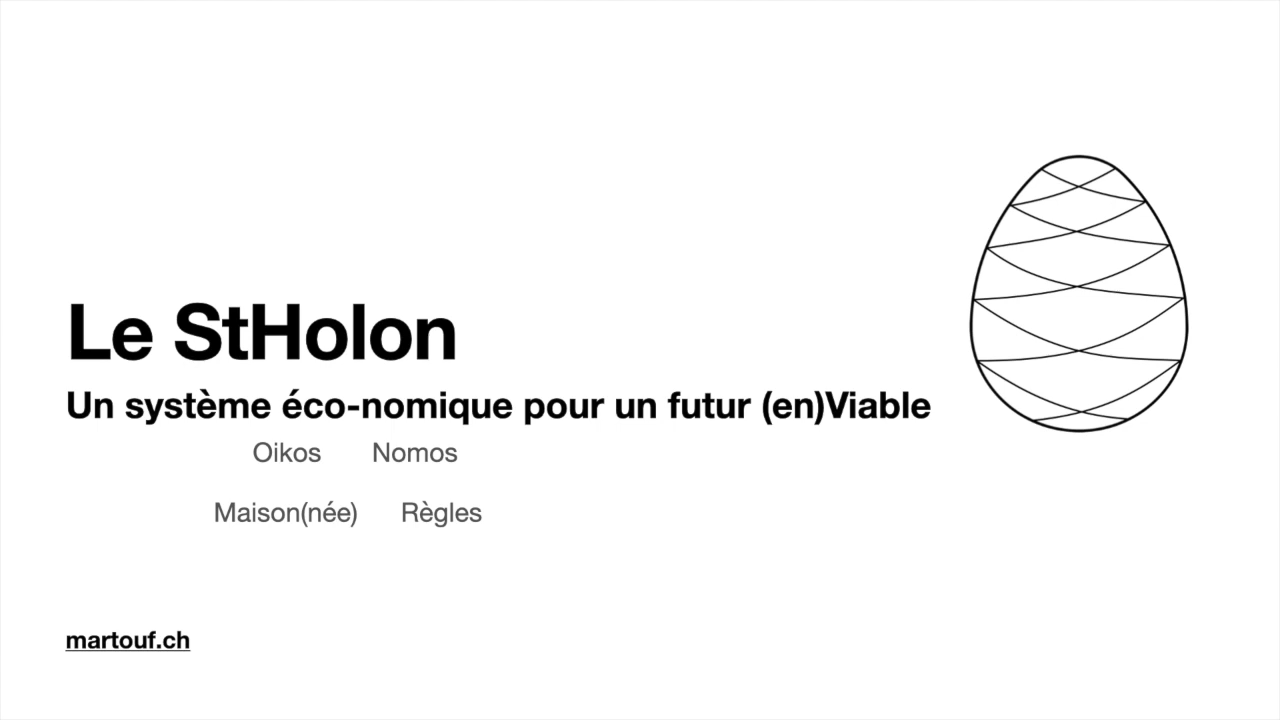 Le StHolon
Un système éco-nomique pour un futur (en)Viable
Oikos Nomos
Maison(née) Règles
martouf.ch